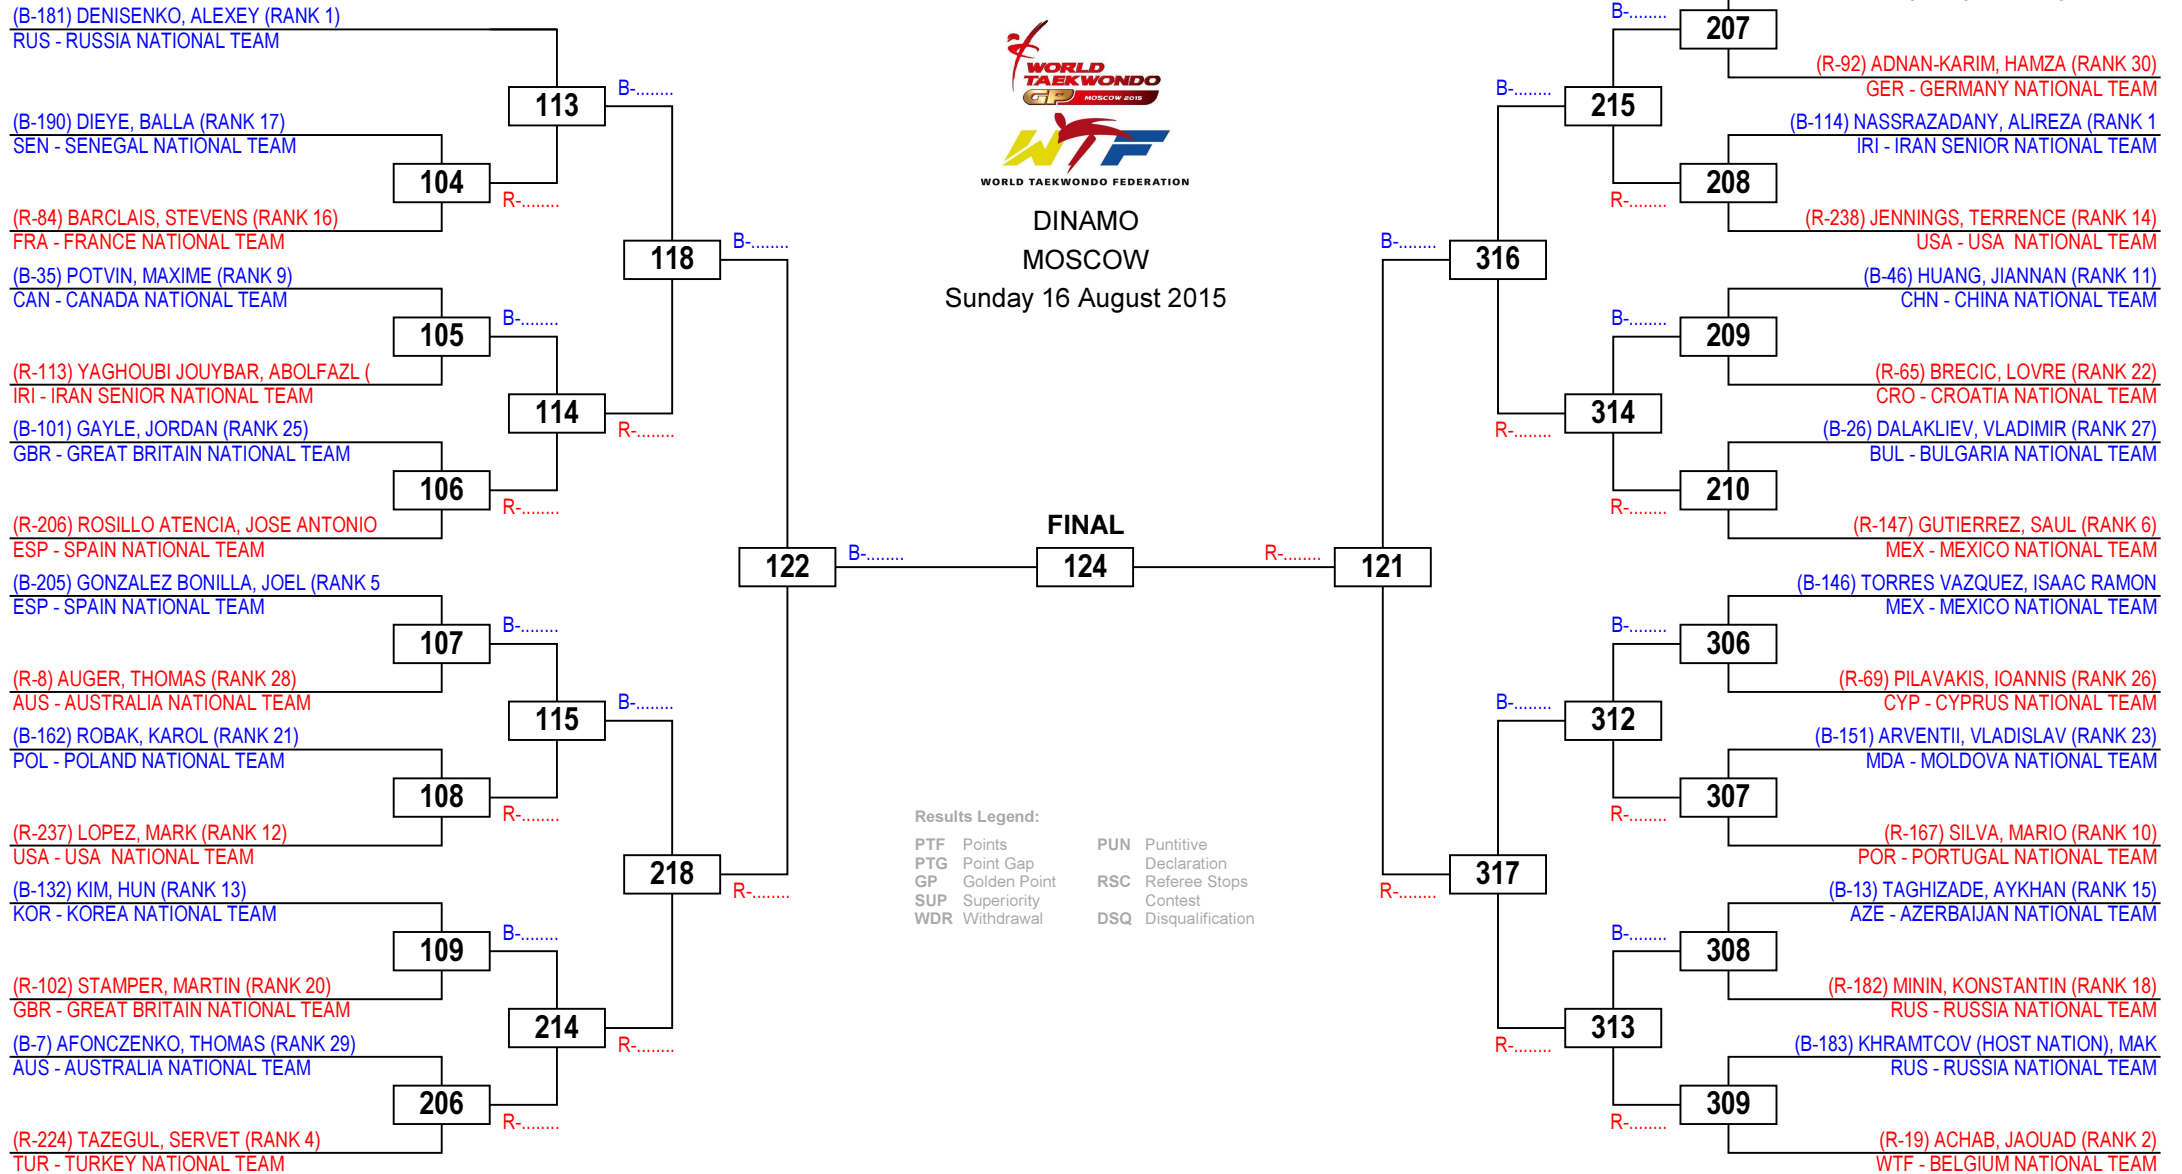 (B-181) DENISENKO, ALEXEY (RANK 1)
RUS - RUSSIA NATIONAL TEAM
(B-190) DIEYE, BALLA (RANK 17)
SEN - SENEGAL NATIONAL TEAM
(R-84) BARCLAIS, STEVENS (RANK 16)
FRA - FRANCE NATIONAL TEAM
(B-35) POTVIN, MAXIME (RANK 9)
CAN - CANADA NATIONAL TEAM
(R-113) YAGHOUBI JOUYBAR, ABOLFAZL (
IRI - IRAN SENIOR NATIONAL TEAM
(B-101) GAYLE, JORDAN (RANK 25)
GBR - GREAT BRITAIN NATIONAL TEAM
(R-206) ROSILLO ATENCIA, JOSE ANTONIO
ESP - SPAIN NATIONAL TEAM
(B-205) GONZALEZ BONILLA, JOEL (RANK 5
ESP - SPAIN NATIONAL TEAM
(R-8) AUGER, THOMAS (RANK 28)
AUS - AUSTRALIA NATIONAL TEAM
(B-162) ROBAK, KAROL (RANK 21)
POL - POLAND NATIONAL TEAM
(R-237) LOPEZ, MARK (RANK 12)
USA - USA  NATIONAL TEAM
(B-132) KIM, HUN (RANK 13)
KOR - KOREA NATIONAL TEAM
(R-102) STAMPER, MARTIN (RANK 20)
GBR - GREAT BRITAIN NATIONAL TEAM
(B-7) AFONCZENKO, THOMAS (RANK 29)
AUS - AUSTRALIA NATIONAL TEAM
(R-224) TAZEGUL, SERVET (RANK 4)
TUR - TURKEY NATIONAL TEAM
104
R-........
105
B-........
106
R-........
107
B-........
108
R-........
109
B-........
206
R-........
113
B-........
114
R-........
115
B-........
214
R-........
118
B-........
218
R-........
122
B-........
WORLD
TAEKWONDO
GP MOSCOW 2015
WTF
WORLD TAEKWONDO FEDERATION
DINAMO
MOSCOW
Sunday 16 August 2015
FINAL
124
Results Legend:
PTF Points
PTG Point Gap
GP Golden Point
SUP Superiority
WDR Withdrawal
PUN Puntitive
Declaration
RSC Referee Stops
Contest
DSQ Disqualification
R-........
121
B-........
316
R-........
317
B-........
215
R-........
314
B-........
312
R-........
313
B-........
207
R-........
208
B-........
209
R-........
210
B-........
306
R-........
307
B-........
308
R-........
309
(R-92) ADNAN-KARIM, HAMZA (RANK 30)
GER - GERMANY NATIONAL TEAM
(B-114) NASSRAZADANY, ALIREZA (RANK 1
IRI - IRAN SENIOR NATIONAL TEAM
(R-238) JENNINGS, TERRENCE (RANK 14)
USA - USA  NATIONAL TEAM
(B-46) HUANG, JIANNAN (RANK 11)
CHN - CHINA NATIONAL TEAM
(R-65) BRECIC, LOVRE (RANK 22)
CRO - CROATIA NATIONAL TEAM
(B-26) DALAKLIEV, VLADIMIR (RANK 27)
BUL - BULGARIA NATIONAL TEAM
(R-147) GUTIERREZ, SAUL (RANK 6)
MEX - MEXICO NATIONAL TEAM
(B-146) TORRES VAZQUEZ, ISAAC RAMON
MEX - MEXICO NATIONAL TEAM
(R-69) PILAVAKIS, IOANNIS (RANK 26)
CYP - CYPRUS NATIONAL TEAM
(B-151) ARVENTII, VLADISLAV (RANK 23)
MDA - MOLDOVA NATIONAL TEAM
(R-167) SILVA, MARIO (RANK 10)
POR - PORTUGAL NATIONAL TEAM
(B-13) TAGHIZADE, AYKHAN (RANK 15)
AZE - AZERBAIJAN NATIONAL TEAM
(R-182) MININ, KONSTANTIN (RANK 18)
RUS - RUSSIA NATIONAL TEAM
(B-183) KHRAMTCOV (HOST NATION), MAK
RUS - RUSSIA NATIONAL TEAM
(R-19) ACHAB, JAOUAD (RANK 2)
WTF - BELGIUM NATIONAL TEAM